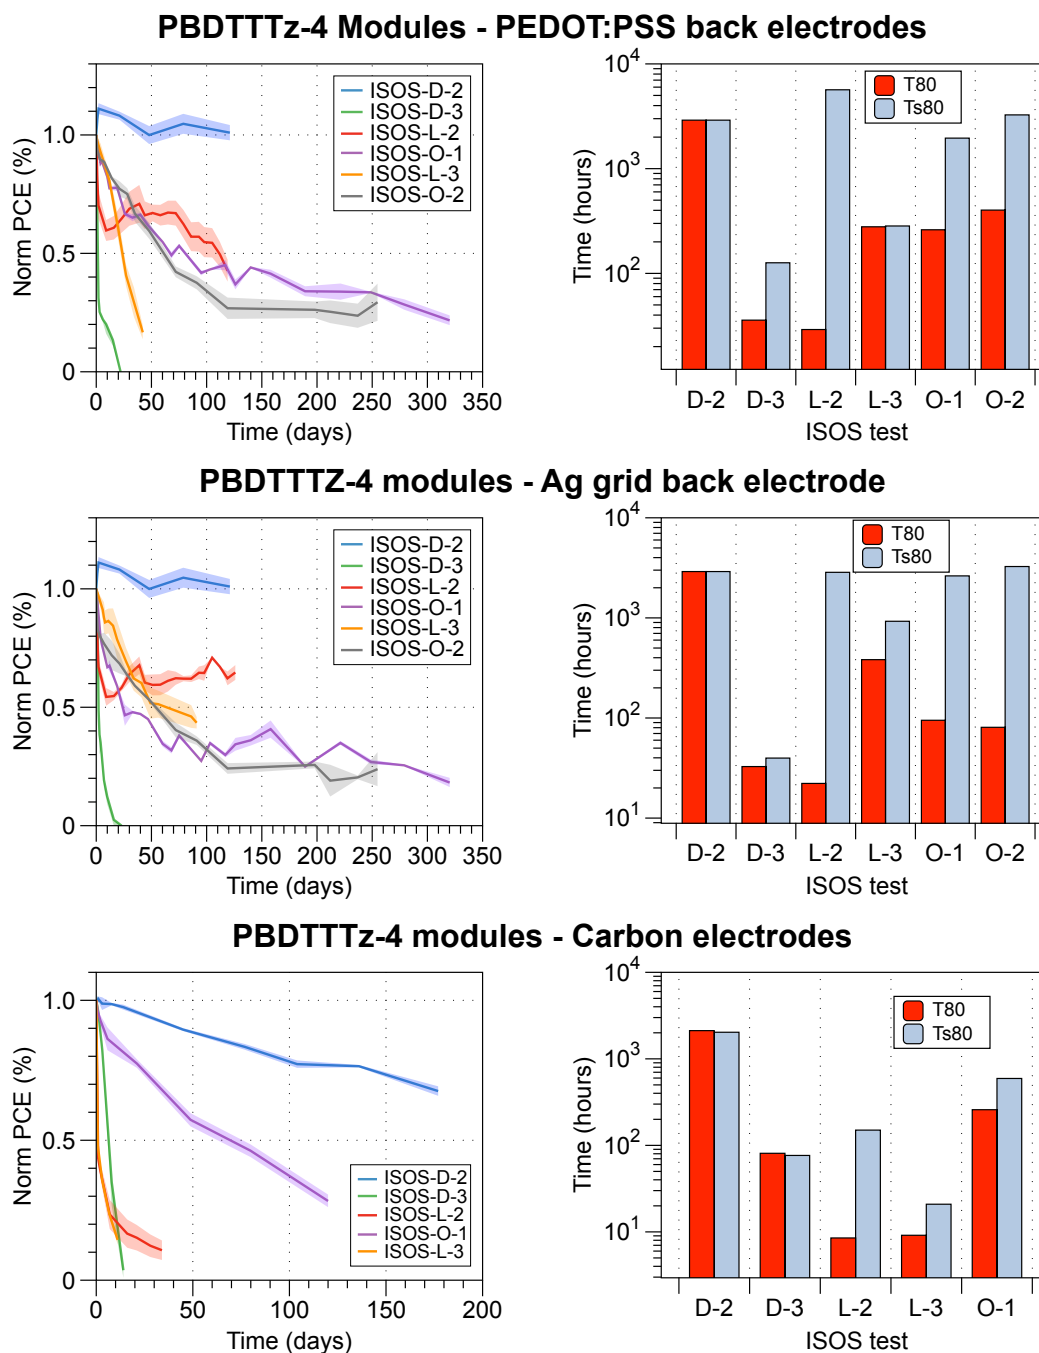 PBDTTTz-4 Modules - PEDOT:PSS back electrodes
Norm PCE (%)
1.0
0.5
0
0 50 100 150 200 250 300 350
Time (days)
ISOS-D-2
ISOS-D-3
ISOS-L-2
ISOS-O-1
ISOS-L-3
ISOS-O-2
Time (hours)
10^4
10^3
10^2
T80
Ts80
D-2 D-3 L-2 L-3 O-1 O-2
ISOS test
PBDTTTZ-4 modules - Ag grid back electrode
Norm PCE (%)
1.0
0.5
0
0 50 100 150 200 250 300 350
Time (days)
ISOS-D-2
ISOS-D-3
ISOS-L-2
ISOS-O-1
ISOS-L-3
ISOS-O-2
Time (hours)
10^4
10^3
10^2
10^1
T80
Ts80
D-2 D-3 L-2 L-3 O-1 O-2
ISOS test
PBDTTTz-4 modules - Carbon electrodes
Norm PCE (%)
1.0
0.5
0
0 50 100 150 200
Time (days)
ISOS-D-2
ISOS-D-3
ISOS-L-2
ISOS-O-1
ISOS-L-3
Time (hours)
10^4
10^3
10^2
10^1
T80
Ts80
D-2 D-3 L-2 L-3 O-1
ISOS test